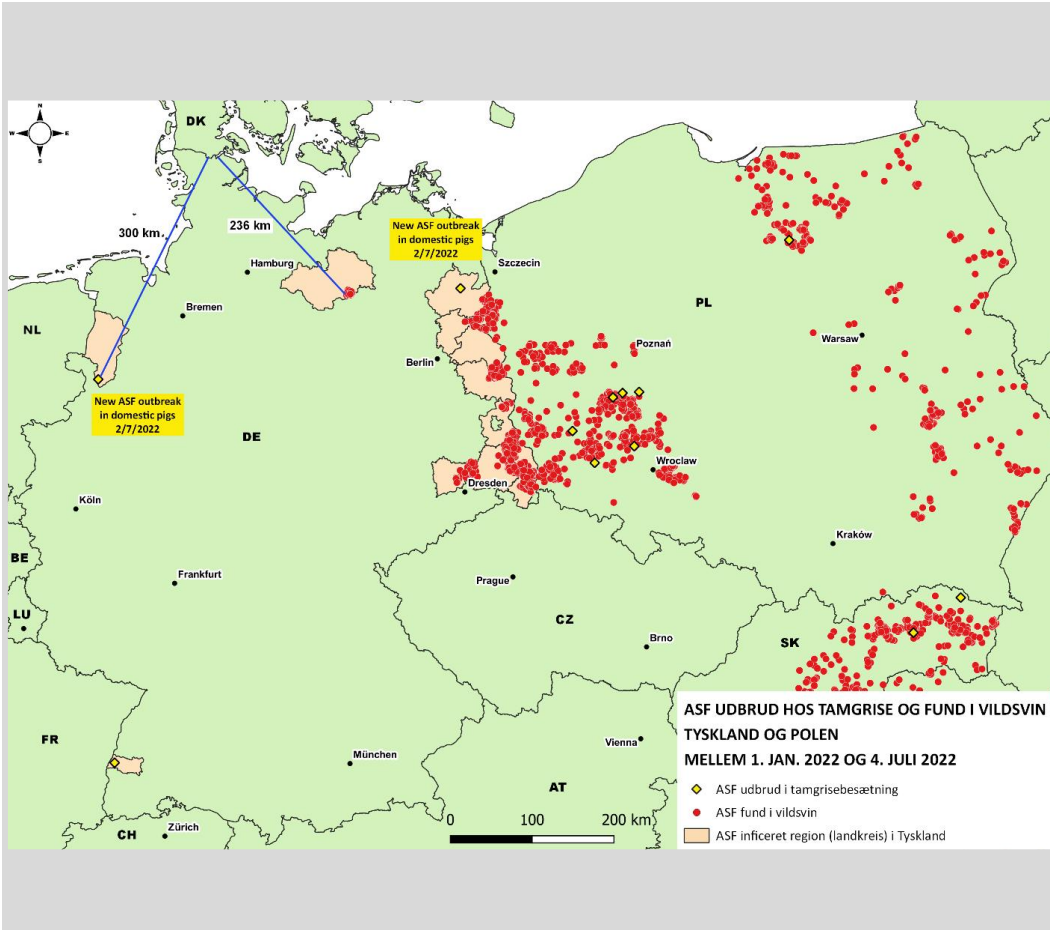 N
W
E
S
DK
300 km
236 km
New ASF outbreak
in domestic pigs
2/7/2022
Hamburg
Szczecin
Bremen
PL
NL
Warsaw
Poznań
Berlin
New ASF outbreak
in domestic pigs
2/7/2022
DE
Wroclaw
Dresden
Köln
Kraków
BE
Frankfurt
Prague
LU
CZ
Brno
SK
FR
Vienna
München
AT
CH
Zürich
0 100 200 km
ASF UDBRUD HOS TAMGRISE OG FUND I VILDSVIN
TYSKLAND OG POLEN
MELLEM 1. JAN. 2022 OG 4. JULI 2022
ASF udbrud i tamgrisebesætning
ASF fund i vildsvin
ASF inficeret region (landkreis) i Tyskland